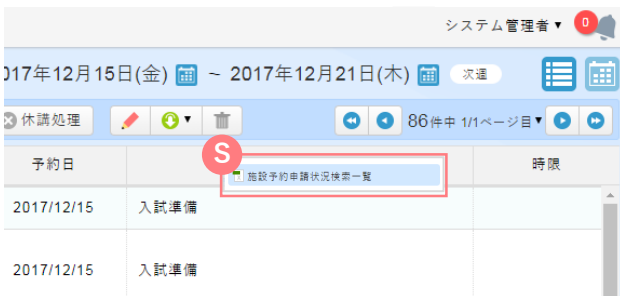 システム管理者▼ 0
017年12月15日(金) ~ 2017年12月21日(木) 次週
休講処理 ▼ 86件中 1/1ページ目▼
S
予約日 施設予約申請状況検索一覧 時限
2017/12/15 入試準備
2017/12/15 入試準備